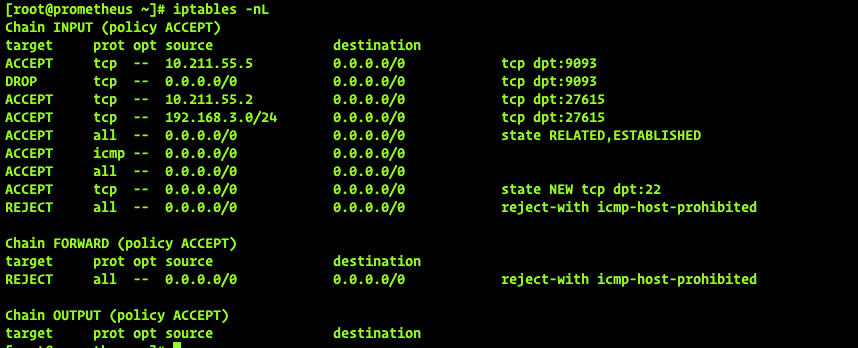 [root@prometheus ~]# iptables -nL
Chain INPUT (policy ACCEPT)
target     prot opt source               destination
ACCEPT     tcp  --  10.211.55.5          0.0.0.0/0            tcp dpt:9093
DROP       tcp  --  0.0.0.0/0            0.0.0.0/0            tcp dpt:9093
ACCEPT     tcp  --  10.211.55.2          0.0.0.0/0            tcp dpt:27615
ACCEPT     tcp  --  192.168.3.0/24       0.0.0.0/0            tcp dpt:27615
ACCEPT     all  --  0.0.0.0/0            0.0.0.0/0            state RELATED,ESTABLISHED
ACCEPT     icmp --  0.0.0.0/0            0.0.0.0/0
ACCEPT     all  --  0.0.0.0/0            0.0.0.0/0
ACCEPT     tcp  --  0.0.0.0/0            0.0.0.0/0            state NEW tcp dpt:22
REJECT     all  --  0.0.0.0/0            0.0.0.0/0            reject-with icmp-host-prohibited

Chain FORWARD (policy ACCEPT)
target     prot opt source               destination
REJECT     all  --  0.0.0.0/0            0.0.0.0/0            reject-with icmp-host-prohibited

Chain OUTPUT (policy ACCEPT)
target     prot opt source               destination